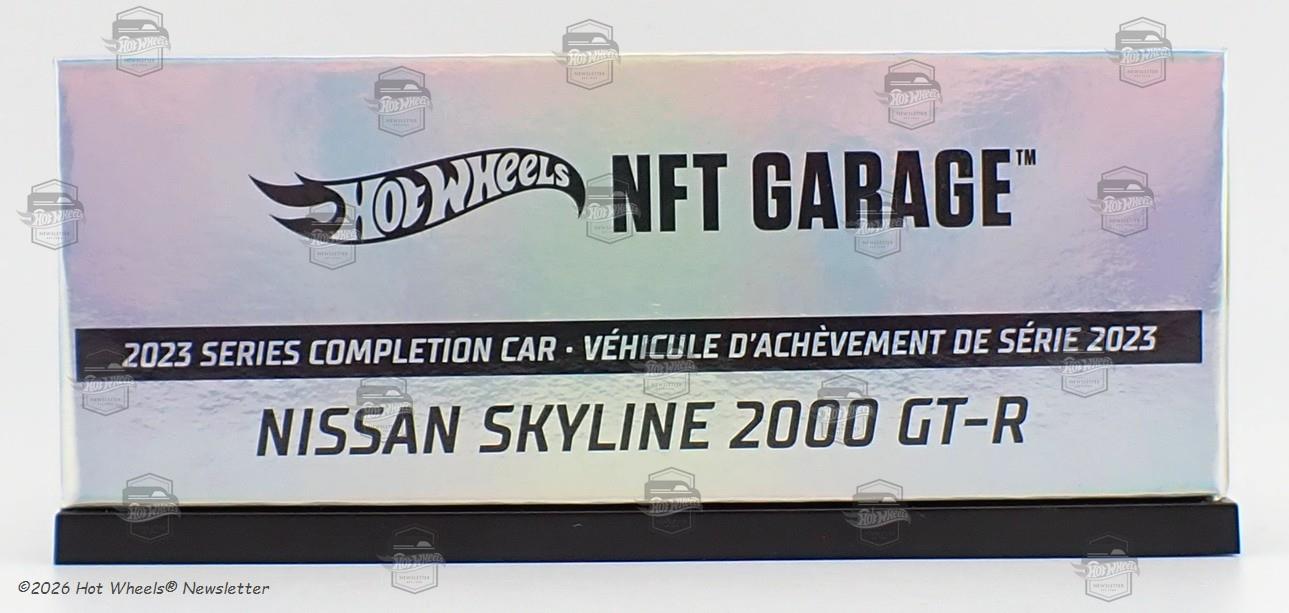 HOT WHEELS NFT GARAGE™
2023 SERIES COMPLETION CAR · VÉHICULE D'ACHÈVEMENT DE SÉRIE 2023
NISSAN SKYLINE 2000 GT-R
©2026 Hot Wheels® Newsletter